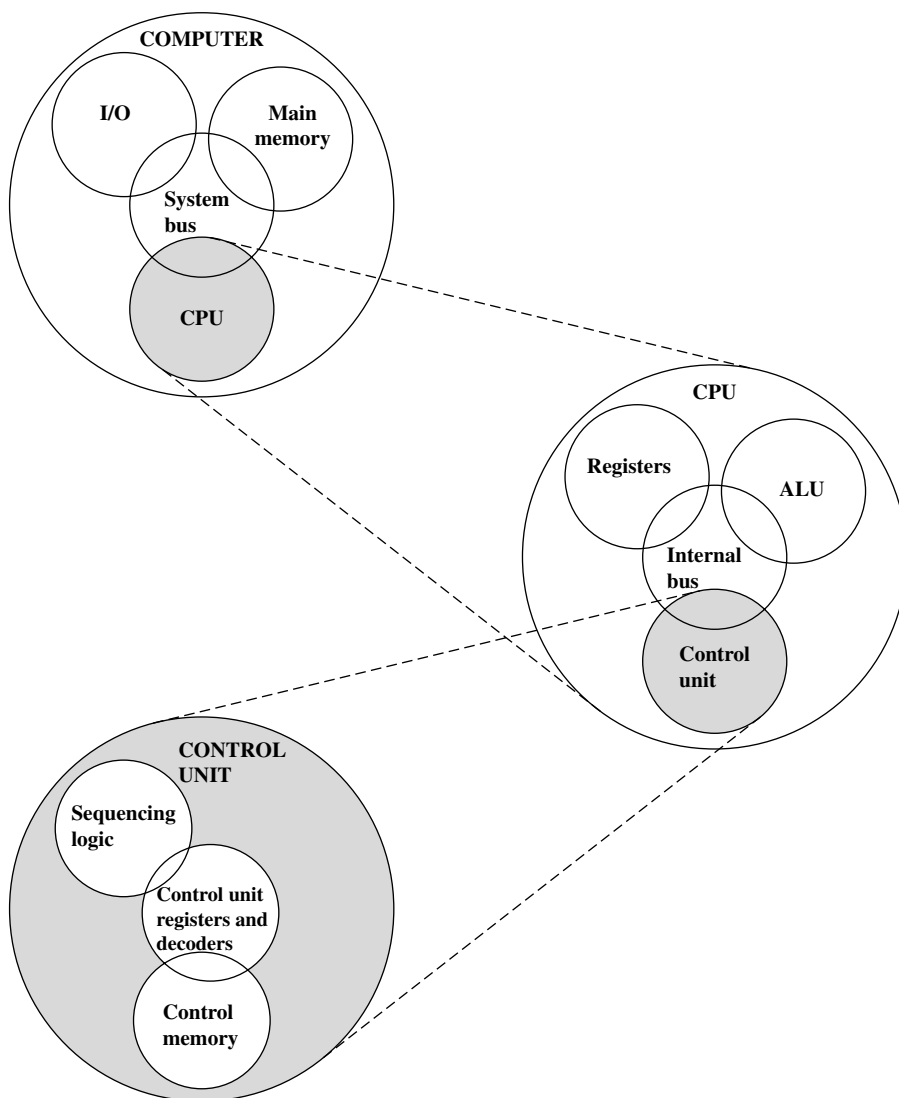 COMPUTER
I/O
Main
memory
System
bus
CPU
CPU
Registers
ALU
Internal
bus
Control
unit
CONTROL
UNIT
Sequencing
logic
Control unit
registers and
decoders
Control
memory